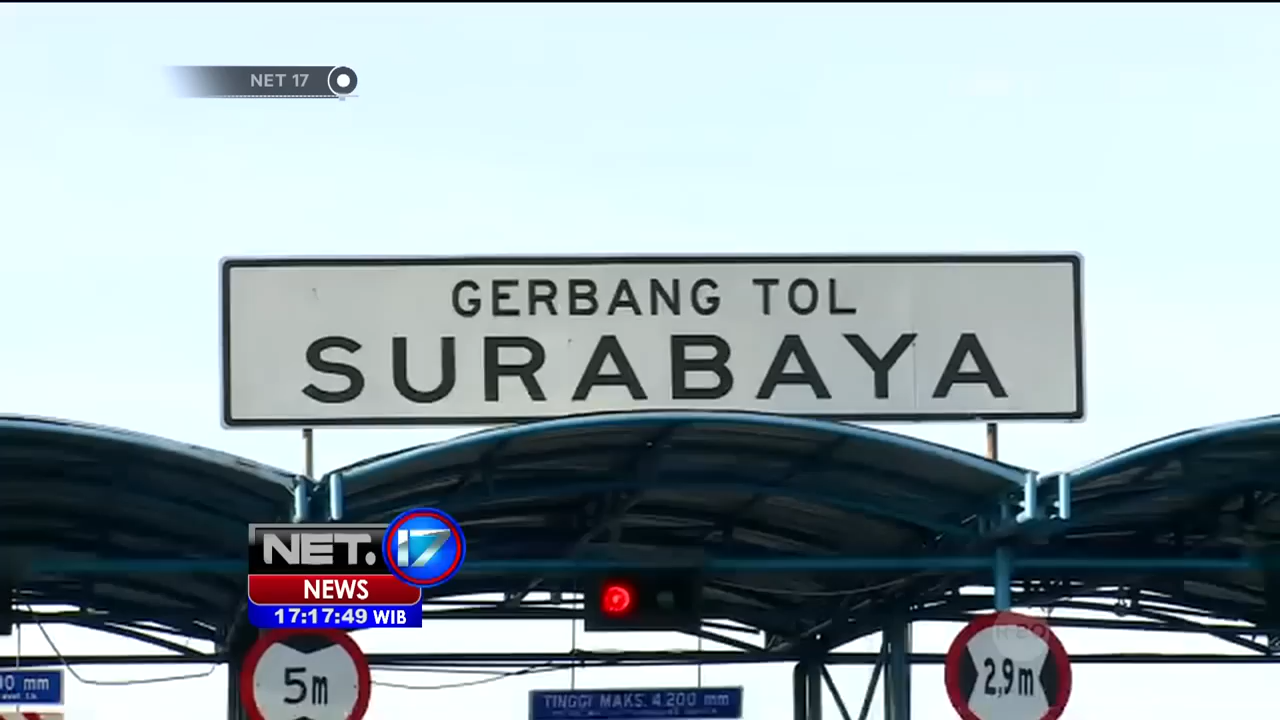 NET 17
GERBANG TOL
SURABAYA
NET. 17
NEWS
17:17:49 WIB
5m
2,9m
mm
TINGGI MAKS. 4.200 mm